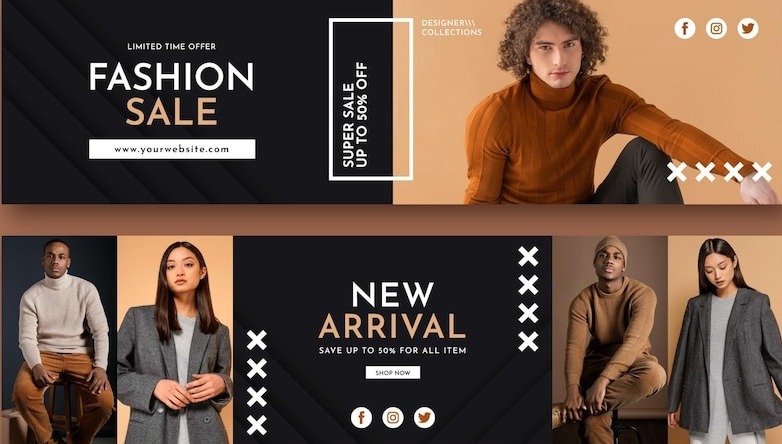 LIMITED TIME OFFER
FASHION
SALE
www.yourwebsite.com
SUPER SALE
UP TO 50% OFF
DESIGNER\\\
COLLECTIONS
NEW
ARRIVAL
SAVE UP TO 50% FOR ALL ITEM
SHOP NOW